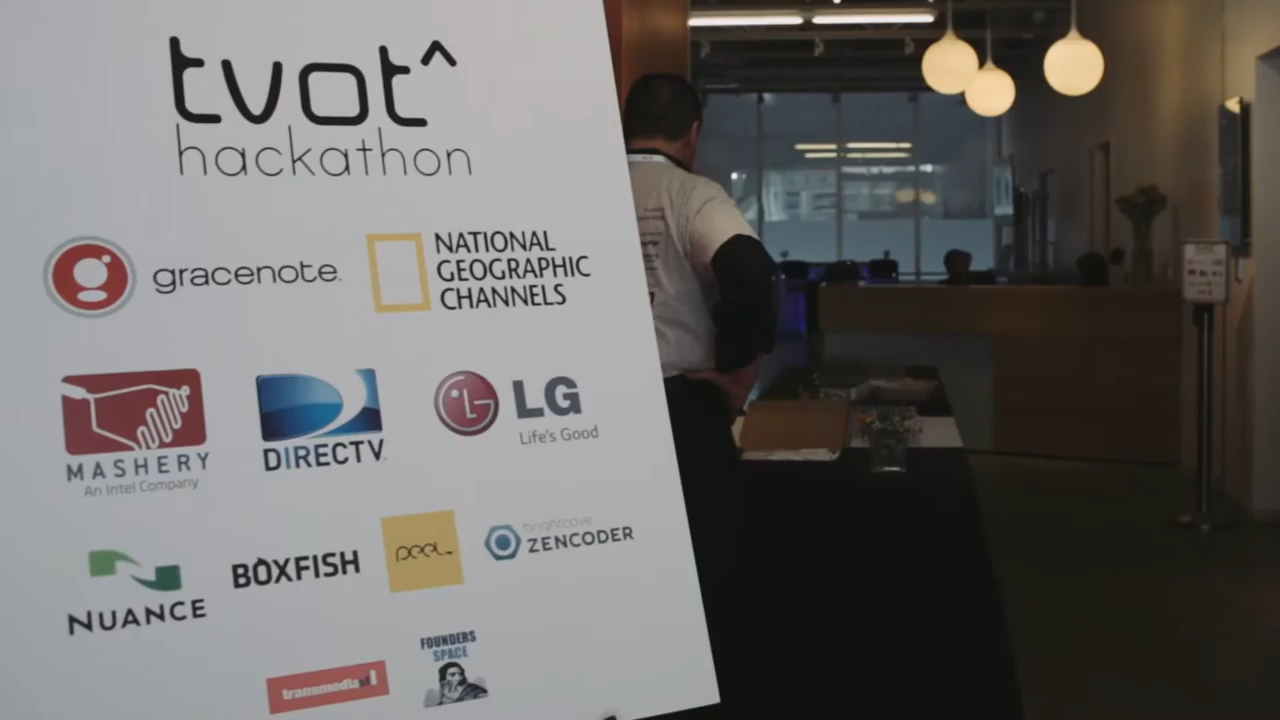 tvot^
hackathon
gracenote.
NATIONAL
GEOGRAPHIC
CHANNELS
MASHERY
An Intel Company
DIRECTV
LG
Life's Good
NUANCE
BOXFISH
peel
brightcove
ZENCODER
transmedia
FOUNDERS
SPACE